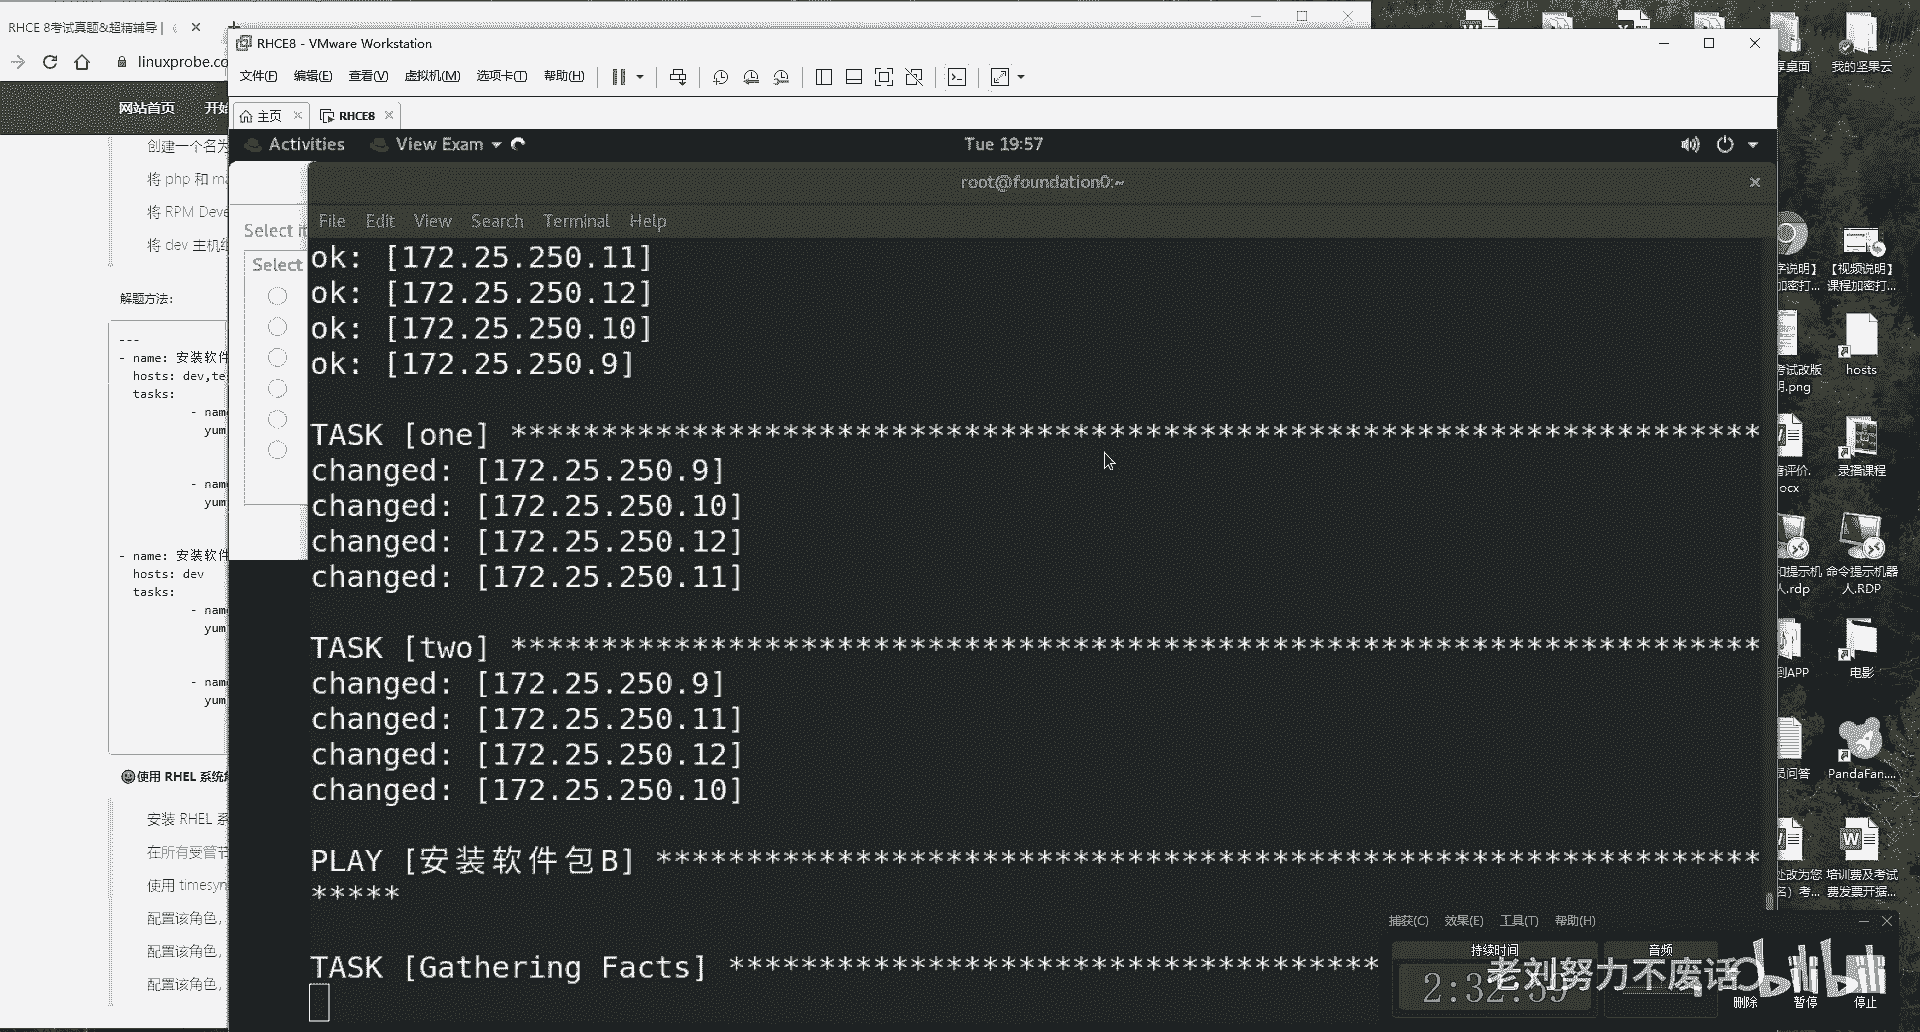 RHCE 8考试真题&超精辅导 |
RHCE8 - VMware Workstation
linuxprobe.co
文件(F) 编辑(E) 查看(V) 虚拟机(M) 选项卡(T) 帮助(H)
网站首页 开始
主页 RHCE8
Activities View Exam Tue 19:57
root@foundation0:~
File Edit View Search Terminal Help
创建一个名为
将 php 和 ma
将 RPM Deve
将 dev 主机组
Select it
Select
ok: [172.25.250.11]
ok: [172.25.250.12]
ok: [172.25.250.10]
ok: [172.25.250.9]
TASK [one] *********************************************************************
changed: [172.25.250.9]
changed: [172.25.250.10]
changed: [172.25.250.12]
changed: [172.25.250.11]
TASK [two] *********************************************************************
changed: [172.25.250.9]
changed: [172.25.250.11]
changed: [172.25.250.12]
changed: [172.25.250.10]
PLAY [安装软件包B] *************************************************************
*****
TASK [Gathering Facts] ************************************
解题方法:
---
- name: 安装软件
hosts: dev,te
tasks:
- nam
yum
- nam
yum
- name: 安装软件
hosts: dev
tasks:
- nam
yum
- nam
yum
使用 RHEL 系统
安装 RHEL 系
在所有受管节
使用 timesyn
配置该角色,
配置该角色,
配置该角色,
享桌面 我的坚果云
【视频说明】
课程加密打...
加密打...
考试改版
hosts
录播课程
ocx
命令提示机器
人.RDP
人.rdp
到APP 电影
员问答 PandaFan....
培训费及考试
费发票开据...
捕获(C) 效果(E) 工具(T) 帮助(H)
持续时间 音频
2:32:59
老刘努力不废话 bilibili
删除 暂停 停止